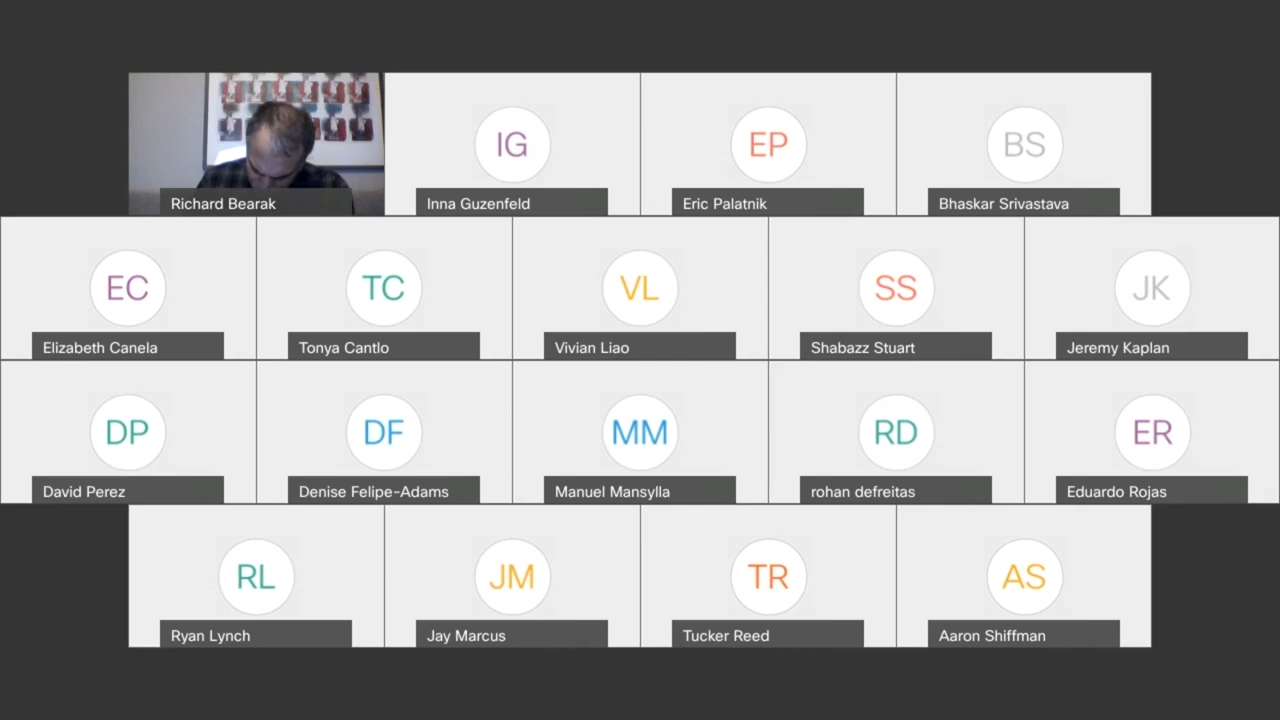 Richard Bearak
IG
Inna Guzenfeld
EP
Eric Palatnik
BS
Bhaskar Srivastava
EC
Elizabeth Canela
TC
Tonya Cantlo
VL
Vivian Liao
SS
Shabazz Stuart
JK
Jeremy Kaplan
DP
David Perez
DF
Denise Felipe-Adams
MM
Manuel Mansylla
RD
rohan defreitas
ER
Eduardo Rojas
RL
Ryan Lynch
JM
Jay Marcus
TR
Tucker Reed
AS
Aaron Shiffman